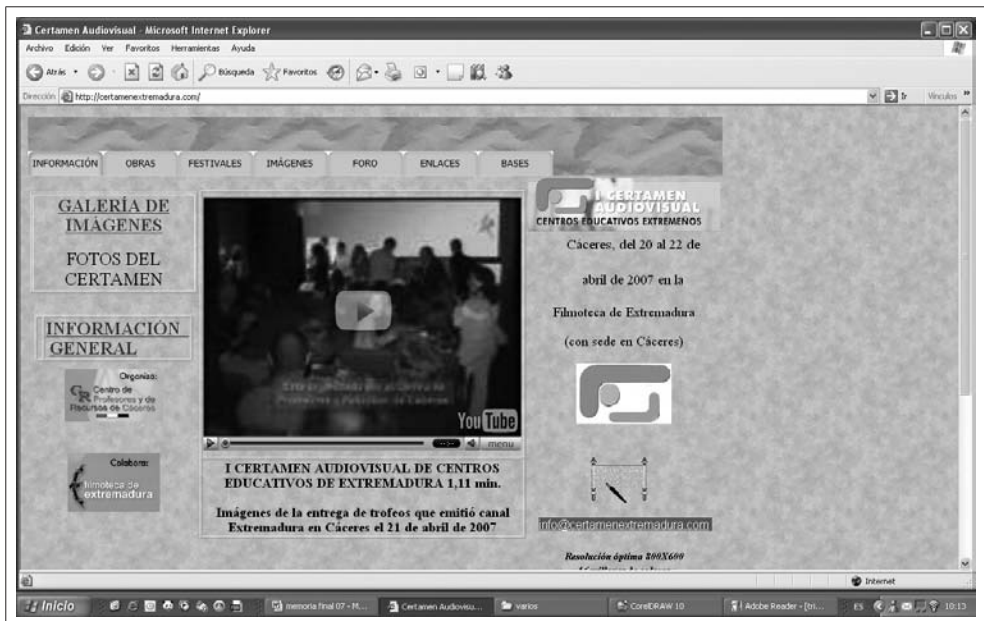 Certamen Audiovisual - Microsoft Internet Explorer
Archivo Edición Ver Favoritos Herramientas Ayuda
Atrás Búsqueda Favoritos
Dirección http://certamenextremadura.com/ Ir Vínculos
INFORMACIÓN OBRAS FESTIVALES IMÁGENES FORO ENLACES BASES
GALERÍA DE
IMÁGENES
FOTOS DEL
CERTAMEN
INFORMACIÓN
GENERAL
Organiza:
CR Centro de
Profesores y de
Recursos de Cáceres
Colabora:
filmoteca de
extremadura
YouTube
menu
I CERTAMEN AUDIOVISUAL DE CENTROS
EDUCATIVOS DE EXTREMADURA 1,11 min.
Imágenes de la entrega de trofeos que emitió canal
Extremadura en Cáceres el 21 de abril de 2007
I CERTAMEN
AUDIOVISUAL
CENTROS EDUCATIVOS EXTREMEÑOS
Cáceres, del 20 al 22 de
abril de 2007 en la
Filmoteca de Extremadura
(con sede en Cáceres)
info@certamenextremadura.com
Resolución óptima 800X600
Internet
Inicio memoria final 07 - M... Certamen Audiovisu... varios CorelDRAW 10 Adobe Reader - [tri... ES 10:13